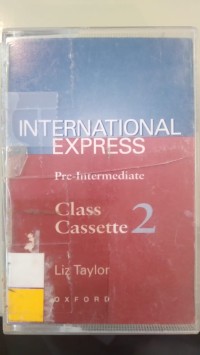 INTERNATIONAL
EXPRESS
Pre-Intermediate
Class
Cassette 2
Liz Taylor
OXFORD